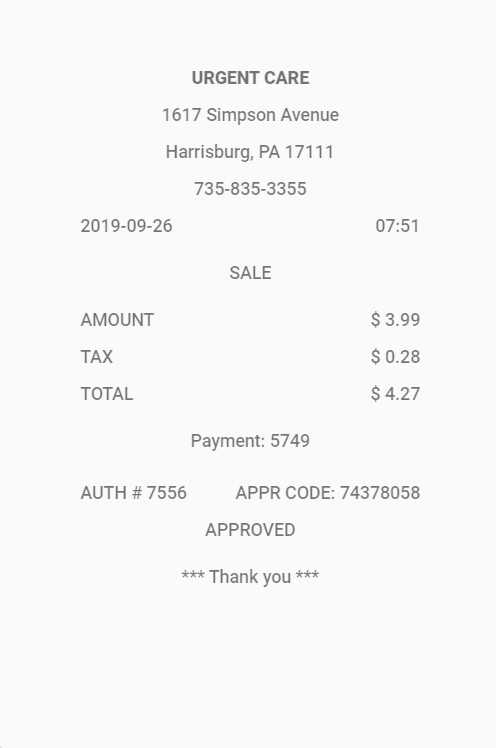 URGENT CARE
1617 Simpson Avenue
Harrisburg, PA 17111
735-835-3355
2019-09-26 07:51
SALE
AMOUNT $ 3.99
TAX $ 0.28
TOTAL $ 4.27
Payment: 5749
AUTH # 7556 APPR CODE: 74378058
APPROVED
*** Thank you ***